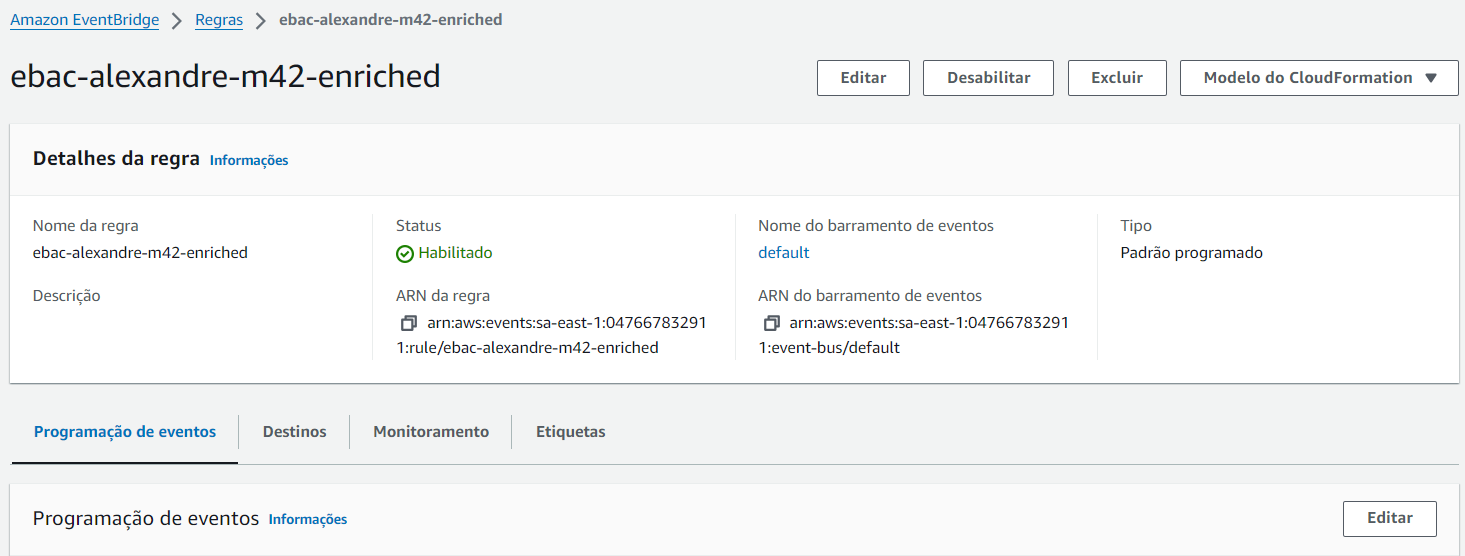 Amazon EventBridge > Regras > ebac-alexandre-m42-enriched
ebac-alexandre-m42-enriched
Editar
Desabilitar
Excluir
Modelo do CloudFormation ▼
Detalhes da regra Informações
Nome da regra
ebac-alexandre-m42-enriched
Descrição
Status
Habilitado
ARN da regra
arn:aws:events:sa-east-1:04766783291
1:rule/ebac-alexandre-m42-enriched
Nome do barramento de eventos
default
ARN do barramento de eventos
arn:aws:events:sa-east-1:04766783291
1:event-bus/default
Tipo
Padrão programado
Programação de eventos
Destinos
Monitoramento
Etiquetas
Programação de eventos Informações
Editar